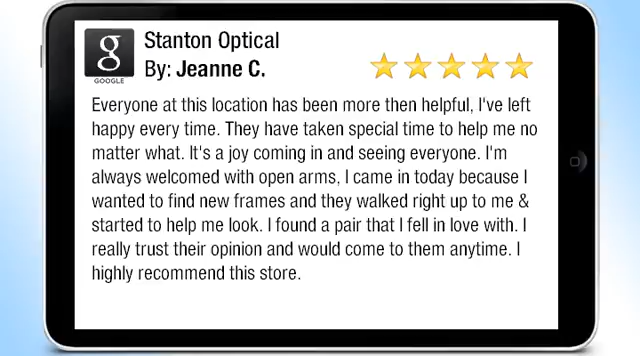 Stanton Optical
g
By: Jeanne C.
GOOGLE
Everyone at this location has been more then helpful, I've left
happy every time. They have taken special time to help me no
matter what. It's a joy coming in and seeing everyone. I'm
always welcomed with open arms, I came in today because I
wanted to find new frames and they walked right up to me &
started to help me look. I found a pair that I fell in love with. I
really trust their opinion and would come to them anytime. I
highly recommend this store.